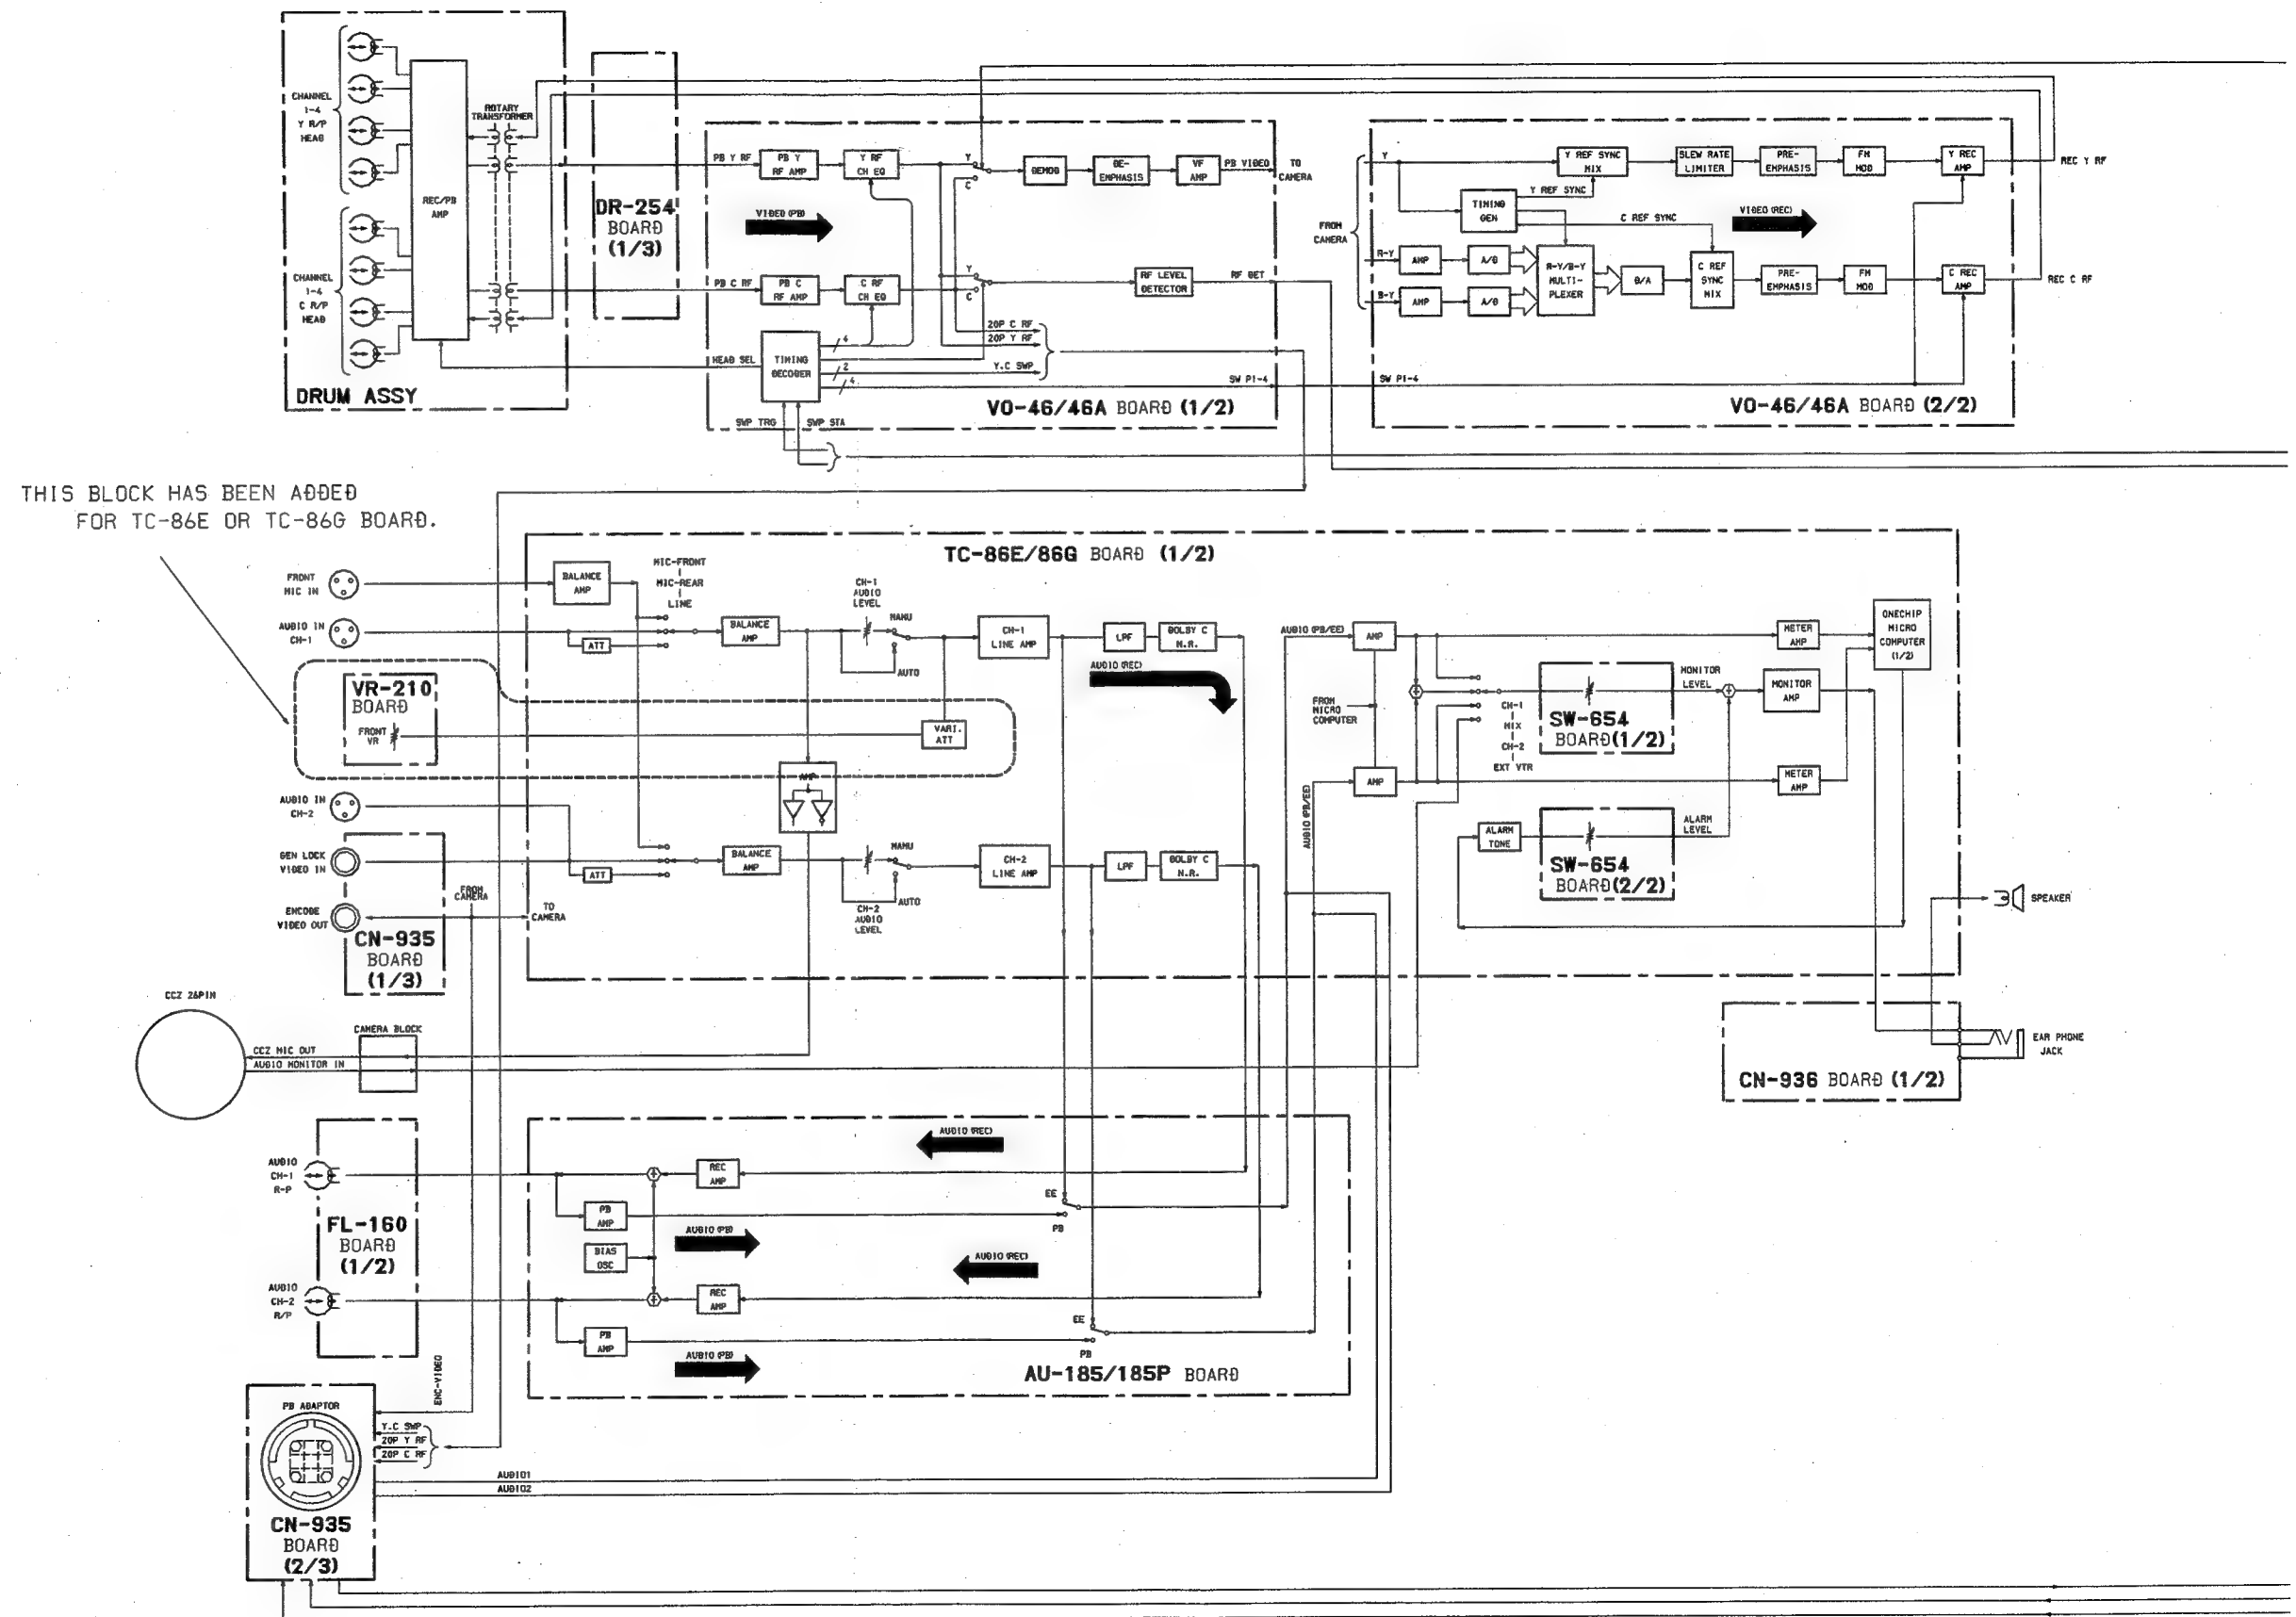 CHANNEL
1-4
Y R/P
HEAD
CHANNEL
1-4
C R/P
HEAD
REC/PB
AMP
ROTARY
TRANSFORMER
DRUM ASSY
DR-254
BOARD
(1/3)
PB Y RF
PB Y
RF AMP
Y RF
CH EQ
Y
C
DEMOD
DE-
EMPHASIS
VF
AMP
PB VIDEO
TO
CAMERA
VIDEO (PB)
PB C RF
PB C
RF AMP
C RF
CH EQ
Y
C
RF LEVEL
DETECTOR
RF DET
20P C RF
20P Y RF
Y.C SWP
HEAD SEL
TIMING
DECODER
4
2
4
SW P1-4
SWP TRG
SWP STA
VO-46/46A BOARD (1/2)
FROM
CAMERA
Y
R-Y
B-Y
Y REF SYNC
MIX
SLEW RATE
LIMITER
PRE-
EMPHASIS
FM
MOD
Y REC
AMP
REC Y RF
Y REF SYNC
TIMING
GEN
C REF SYNC
VIDEO (REC)
AMP
A/D
AMP
A/D
R-Y/B-Y
MULTI-
PLEXER
D/A
C REF
SYNC
MIX
PRE-
EMPHASIS
FM
MOD
C REC
AMP
REC C RF
SW P1-4
VO-46/46A BOARD (2/2)
THIS BLOCK HAS BEEN ADDED
FOR TC-86E OR TC-86G BOARD.
TC-86E/86G BOARD (1/2)
FRONT
MIC IN
BALANCE
AMP
MIC-FRONT
MIC-REAR
LINE
AUDIO IN
CH-1
ATT
BALANCE
AMP
CH-1
AUDIO
LEVEL
MANU
AUTO
CH-1
LINE AMP
LPF
DOLBY C
N.R.
AUDIO (REC)
VR-210
BOARD
FRONT
VR
VARI.
ATT
AMP
AUDIO IN
CH-2
GEN LOCK
VIDEO IN
ENCODE
VIDEO OUT
CN-935
BOARD
(1/3)
FROM
CAMERA
TO
CAMERA
ATT
BALANCE
AMP
MANU
AUTO
CH-2
AUDIO
LEVEL
CH-2
LINE AMP
LPF
DOLBY C
N.R.
AUDIO (PB/EE)
AMP
FROM
MICRO
COMPUTER
AMP
AUDIO (PB/EE)
CH-1
MIX
CH-2
EXT VTR
SW-654
BOARD (1/2)
MONITOR
LEVEL
MONITOR
AMP
METER
AMP
ONECHIP
MICRO
COMPUTER
(1/2)
METER
AMP
ALARM
TONE
SW-654
BOARD (2/2)
ALARM
LEVEL
SPEAKER
EAR PHONE
JACK
CN-936 BOARD (1/2)
CCZ 26PIN
CAMERA BLOCK
CCZ MIC OUT
AUDIO MONITOR IN
AUDIO
CH-1
R-P
FL-160
BOARD
(1/2)
AUDIO
CH-2
R/P
AUDIO (REC)
REC
AMP
PB
AMP
AUDIO (PB)
BIAS
OSC
AUDIO (REC)
REC
AMP
PB
AMP
AUDIO (PB)
EE
PB
EE
PB
AU-185/185P BOARD
ENC-VIDEO
PB ADAPTOR
Y.C SWP
20P Y RF
20P C RF
AUDIO1
AUDIO2
CN-935
BOARD
(2/3)